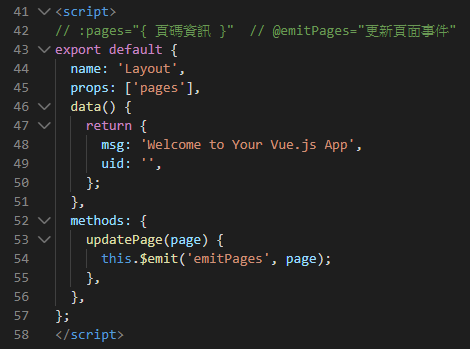 41 <script>
42 // :pages="{ 頁碼資訊 }"  // @emitPages="更新頁面事件"
43 export default {
44   name: 'Layout',
45   props: ['pages'],
46   data() {
47     return {
48       msg: 'Welcome to Your Vue.js App',
49       uid: '',
50     };
51   },
52   methods: {
53     updatePage(page) {
54       this.$emit('emitPages', page);
55     },
56   },
57 };
58 </script>